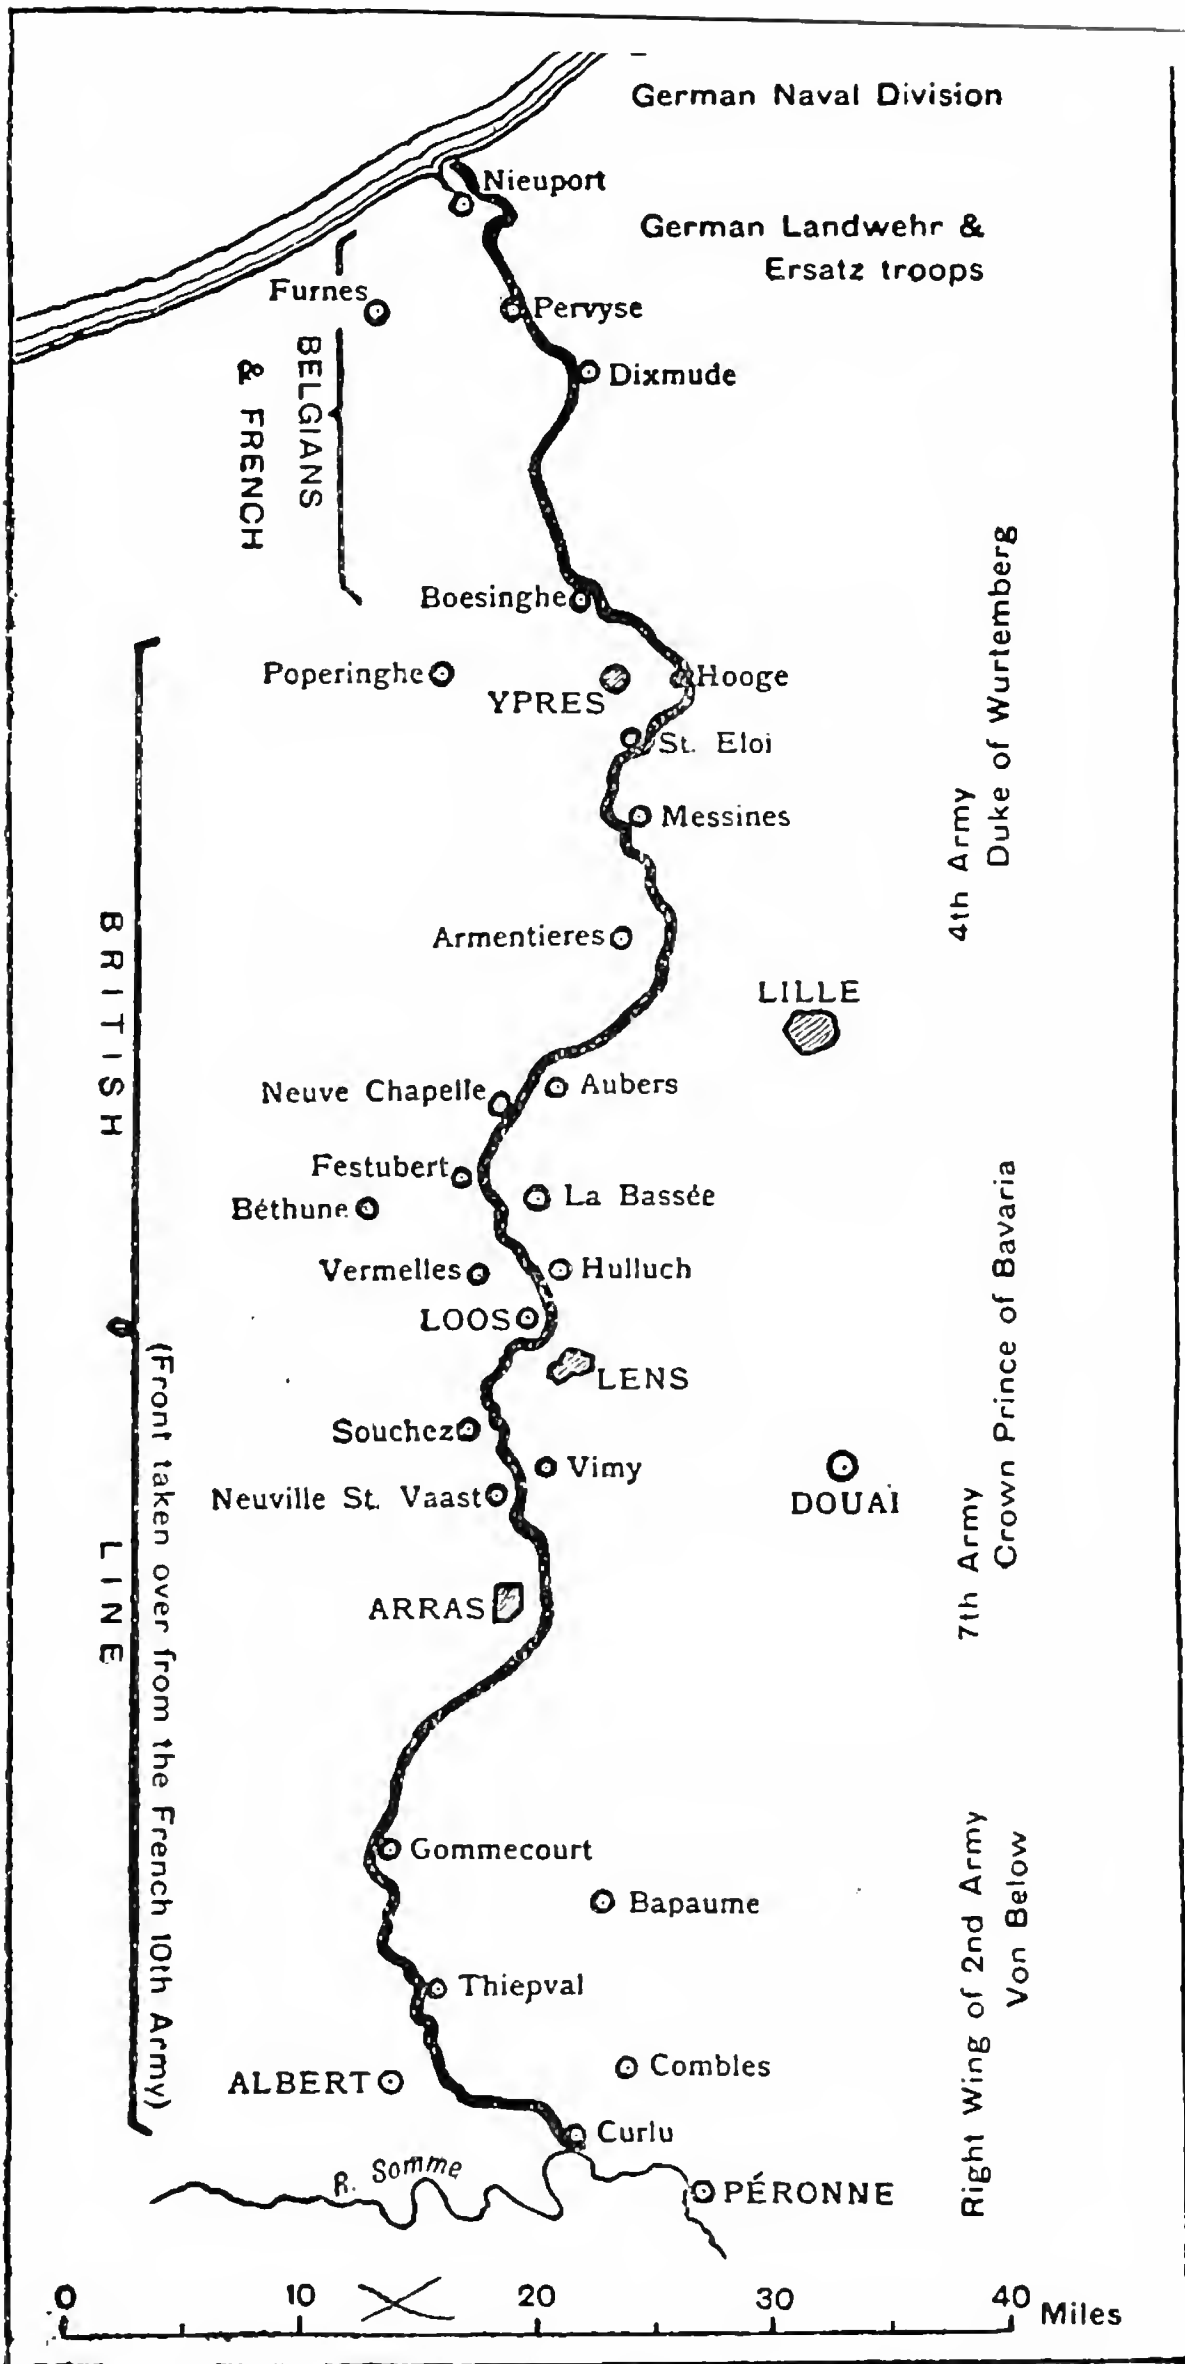 German Naval Division
Nieuport
German Landwehr &
Ersatz troops
Furnes
Pervyse
BELGIANS
& FRENCH
Dixmude
Boesinghe
Poperinghe
YPRES
Hooge
St. Eloi
Messines
4th Army
Duke of Wurtemberg
Armentieres
LILLE
Neuve Chapelle
Aubers
Festubert
La Bassée
Béthune
Vermelles
Hulluch
LOOS
LENS
Souchez
Vimy
Neuville St. Vaast
DOUAI
7th Army
Crown Prince of Bavaria
ARRAS
BRITISH LINE
(Front taken over from the French 10th Army)
Gommecourt
Bapaume
Thiepval
Combles
ALBERT
Curlu
Right Wing of 2nd Army
Von Below
R. Somme
PÉRONNE
0 10 20 30 40 Miles